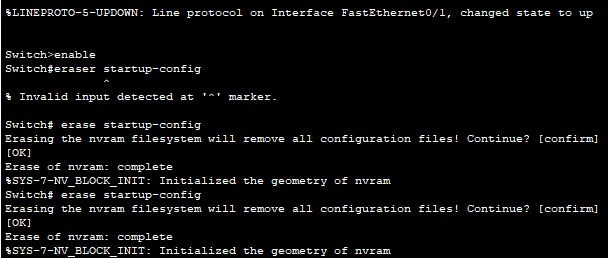 %LINEPROTO-5-UPDOWN: Line protocol on Interface FastEthernet0/1, changed state to up
Switch>enable
Switch#eraser startup-config
^
% Invalid input detected at '^' marker.
Switch# erase startup-config
Erasing the nvram filesystem will remove all configuration files! Continue? [confirm]
[OK]
Erase of nvram: complete
%SYS-7-NV_BLOCK_INIT: Initialized the geometry of nvram
Switch# erase startup-config
Erasing the nvram filesystem will remove all configuration files! Continue? [confirm]
[OK]
Erase of nvram: complete
%SYS-7-NV_BLOCK_INIT: Initialized the geometry of nvram